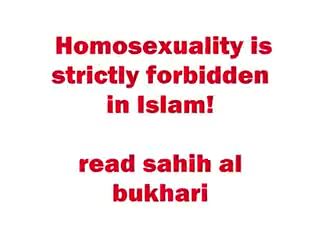 Homosexuality is
strictly forbidden
in Islam!
read sahih al
bukhari